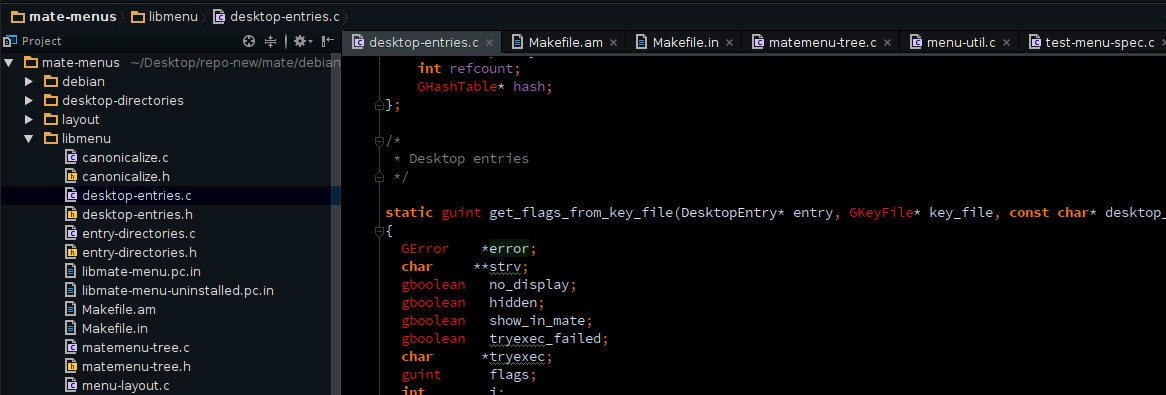 mate-menus libmenu desktop-entries.c
Project
desktop-entries.c Makefile.am Makefile.in matemenu-tree.c menu-util.c test-menu-spec.c
mate-menus ~/Desktop/repo-new/mate/debian
debian
desktop-directories
layout
libmenu
canonicalize.c
canonicalize.h
desktop-entries.c
desktop-entries.h
entry-directories.c
entry-directories.h
libmate-menu.pc.in
libmate-menu-uninstalled.pc.in
Makefile.am
Makefile.in
matemenu-tree.c
matemenu-tree.h
menu-layout.c
int refcount;
GHashTable* hash;
};
/*
* Desktop entries
*/
static guint get_flags_from_key_file(DesktopEntry* entry, GKeyFile* key_file, const char* desktop_
{
GError *error;
char **strv;
gboolean no_display;
gboolean hidden;
gboolean show_in_mate;
gboolean tryexec_failed;
char *tryexec;
guint flags;
int i;